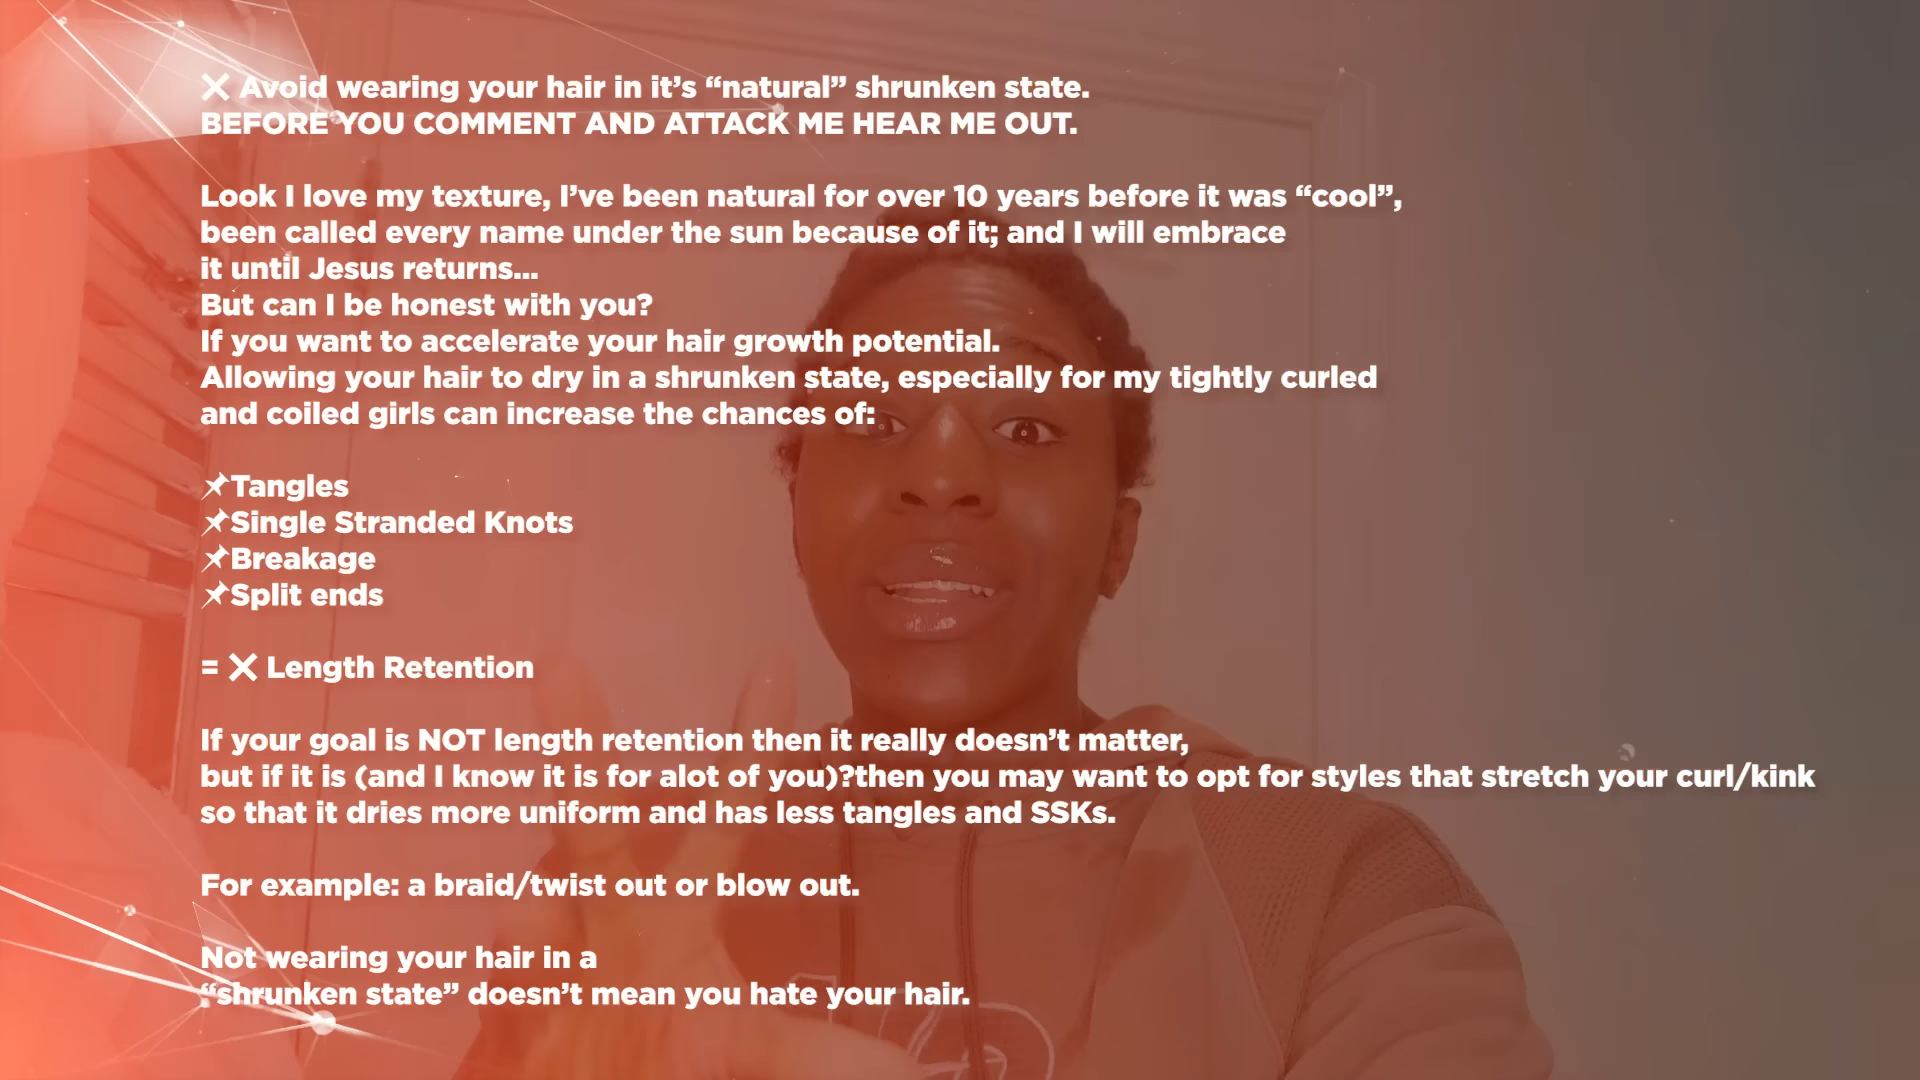 ❌ Avoid wearing your hair in it’s “natural” shrunken state.
BEFORE YOU COMMENT AND ATTACK ME HEAR ME OUT.
Look I love my texture, I’ve been natural for over 10 years before it was “cool”,
been called every name under the sun because of it; and I will embrace
it until Jesus returns...
But can I be honest with you?
If you want to accelerate your hair growth potential.
Allowing your hair to dry in a shrunken state, especially for my tightly curled
and coiled girls can increase the chances of:
📌Tangles
📌Single Stranded Knots
📌Breakage
📌Split ends
= ❌ Length Retention
If your goal is NOT length retention then it really doesn’t matter,
but if it is (and I know it is for alot of you)?then you may want to opt for styles that stretch your curl/kink
so that it dries more uniform and has less tangles and SSKs.
For example: a braid/twist out or blow out.
Not wearing your hair in a
“shrunken state” doesn’t mean you hate your hair.